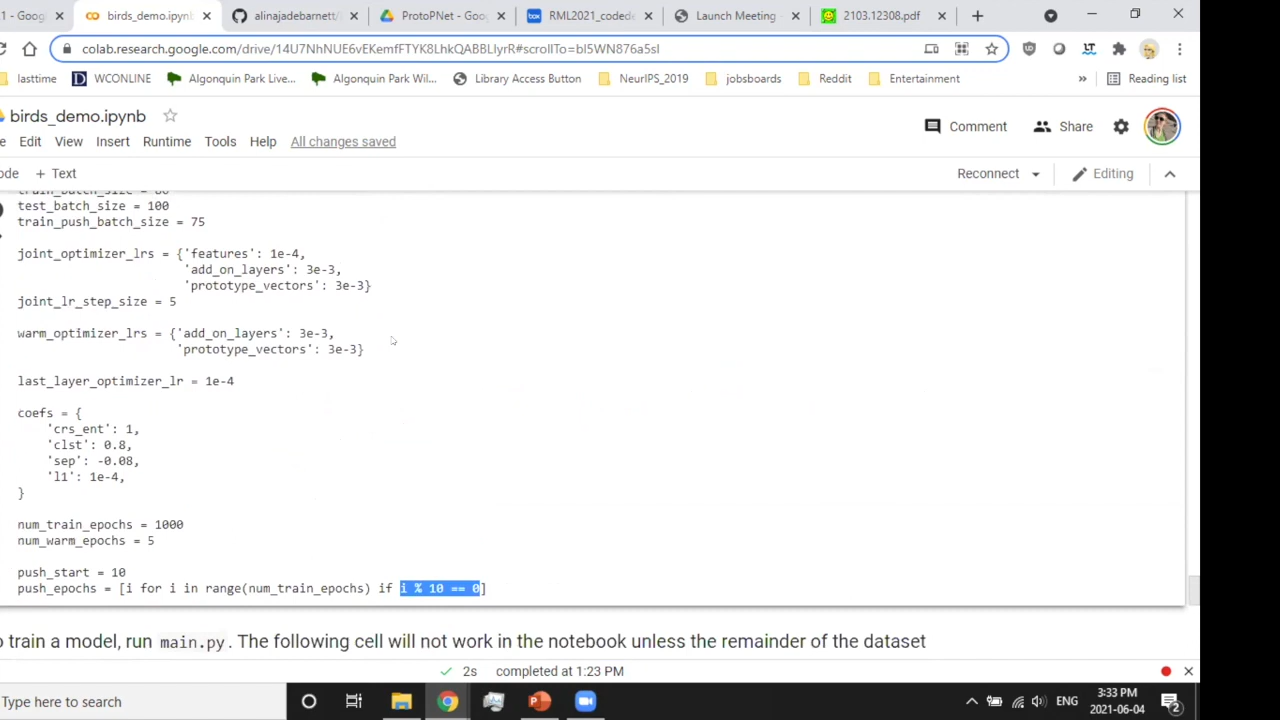 1 - Googl
birds_demo.ipynb
alinajadebarnett/
ProtoPNet - Goog
RML2021_codede
Launch Meeting -
2103.12308.pdf
colab.research.google.com/drive/14U7NhNUE6vEKemfFTYK8LhkQABBLIyrR#scrollTo=bI5WN876a5sI
lasttime
WCONLINE
Algonquin Park Live...
Algonquin Park Wil...
Library Access Button
NeurIPS_2019
jobsboards
Reddit
Entertainment
»
Reading list
birds_demo.ipynb
Comment
Share
e Edit View Insert Runtime Tools Help All changes saved
ode + Text
Reconnect
Editing
test_batch_size = 100
train_push_batch_size = 75
joint_optimizer_lrs = {'features': 1e-4,
'add_on_layers': 3e-3,
'prototype_vectors': 3e-3}
joint_lr_step_size = 5
warm_optimizer_lrs = {'add_on_layers': 3e-3,
'prototype_vectors': 3e-3}
last_layer_optimizer_lr = 1e-4
coefs = {
'crs_ent': 1,
'clst': 0.8,
'sep': -0.08,
'l1': 1e-4,
}
num_train_epochs = 1000
num_warm_epochs = 5
push_start = 10
push_epochs = [i for i in range(num_train_epochs) if i % 10 == 0]
o train a model, run main.py. The following cell will not work in the notebook unless the remainder of the dataset
2s completed at 1:23 PM
Type here to search
ENG
3:33 PM
2021-06-04
2